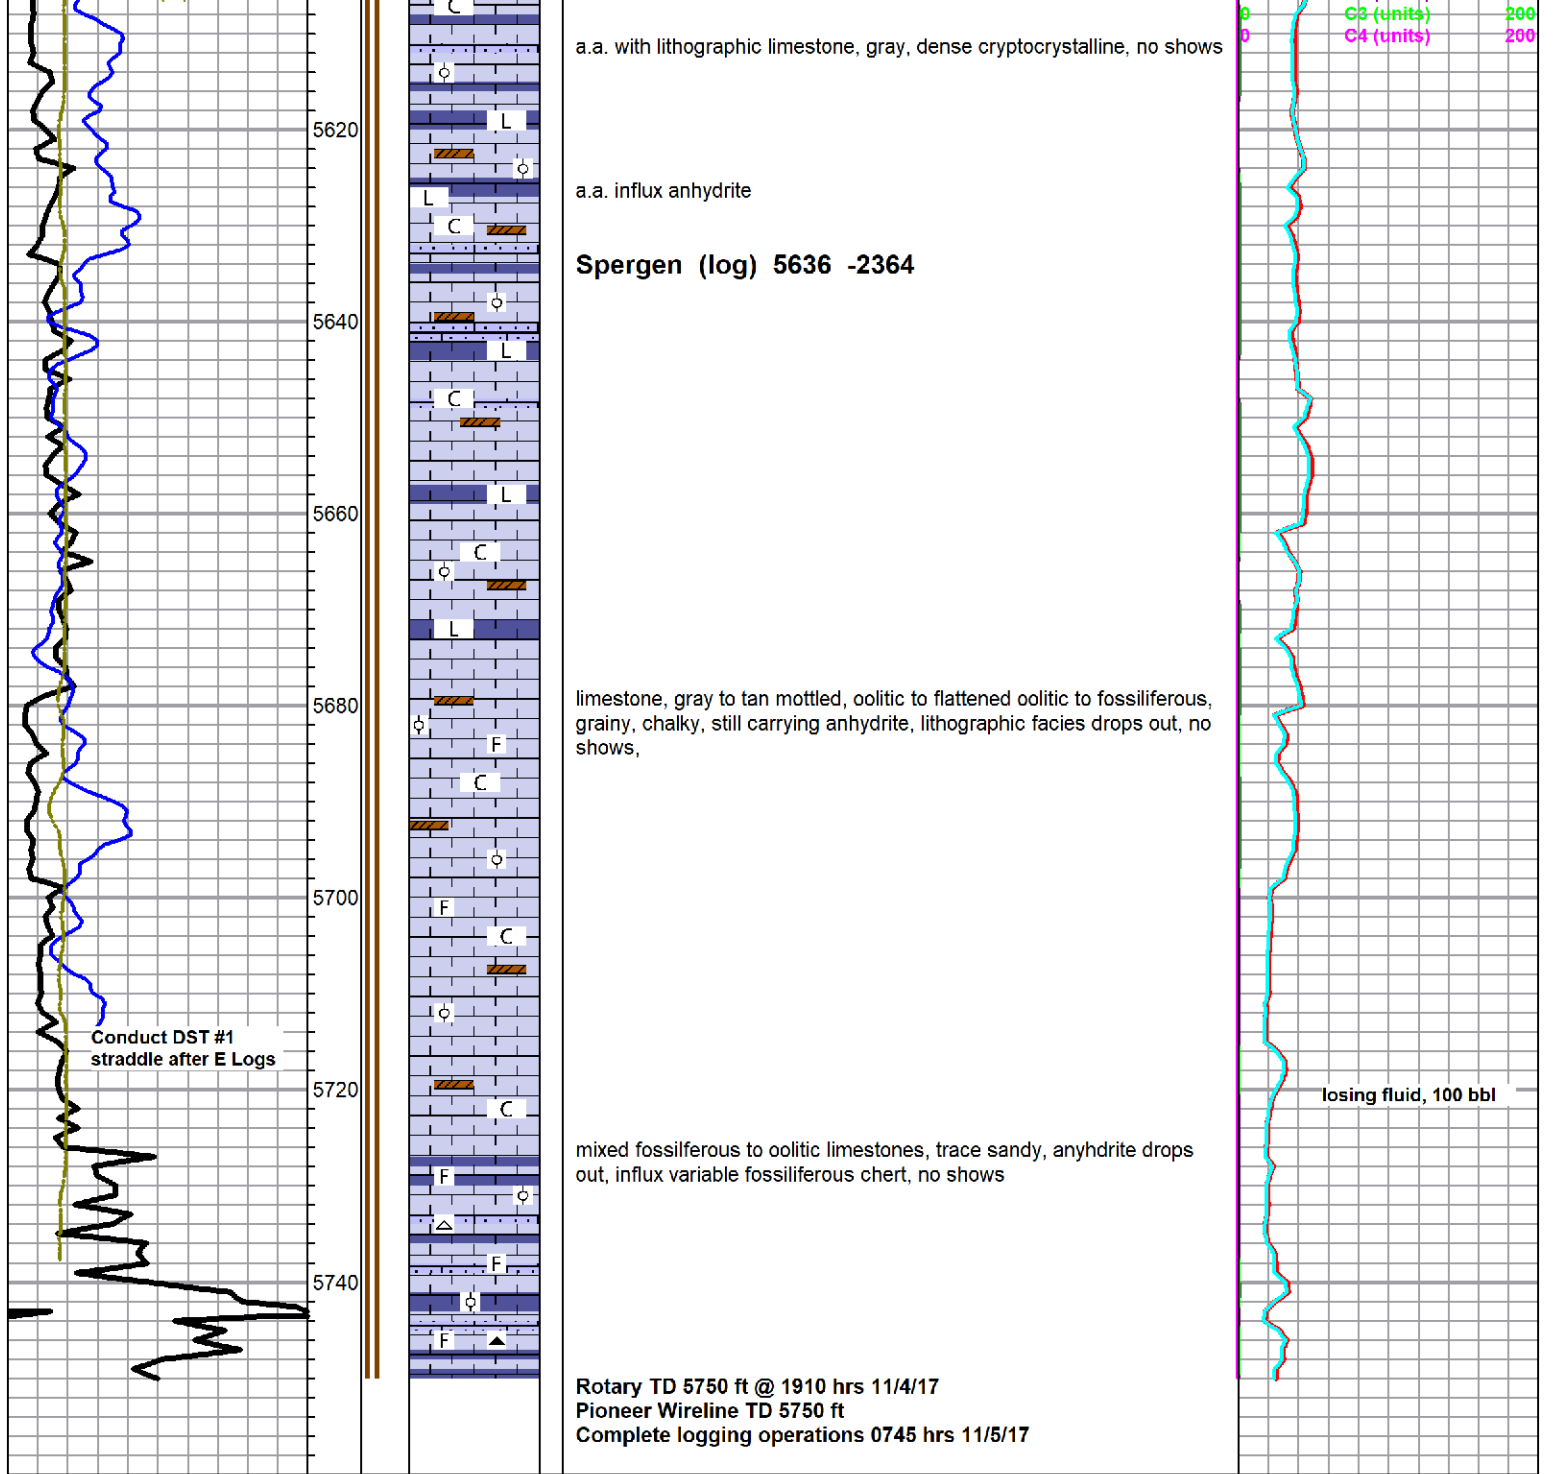 C
0 C3 (units) 200
0 C4 (units) 200
a.a. with lithographic limestone, gray, dense cryptocrystalline, no shows
5620
L
a.a. influx anhydrite
L
C
Spergen (log) 5636 -2364
5640
L
C
L
5660
C
L
limestone, gray to tan mottled, oolitic to flattened oolitic to fossiliferous,
grainy, chalky, still carrying anhydrite, lithographic facies drops out, no
shows,
5680
F
C
5700
F
C
Conduct DST #1
straddle after E Logs
5720
losing fluid, 100 bbl
C
mixed fossilferous to oolitic limestones, trace sandy, anyhdrite drops
out, influx variable fossiliferous chert, no shows
F
F
5740
F
Rotary TD 5750 ft @ 1910 hrs 11/4/17
Pioneer Wireline TD 5750 ft
Complete logging operations 0745 hrs 11/5/17